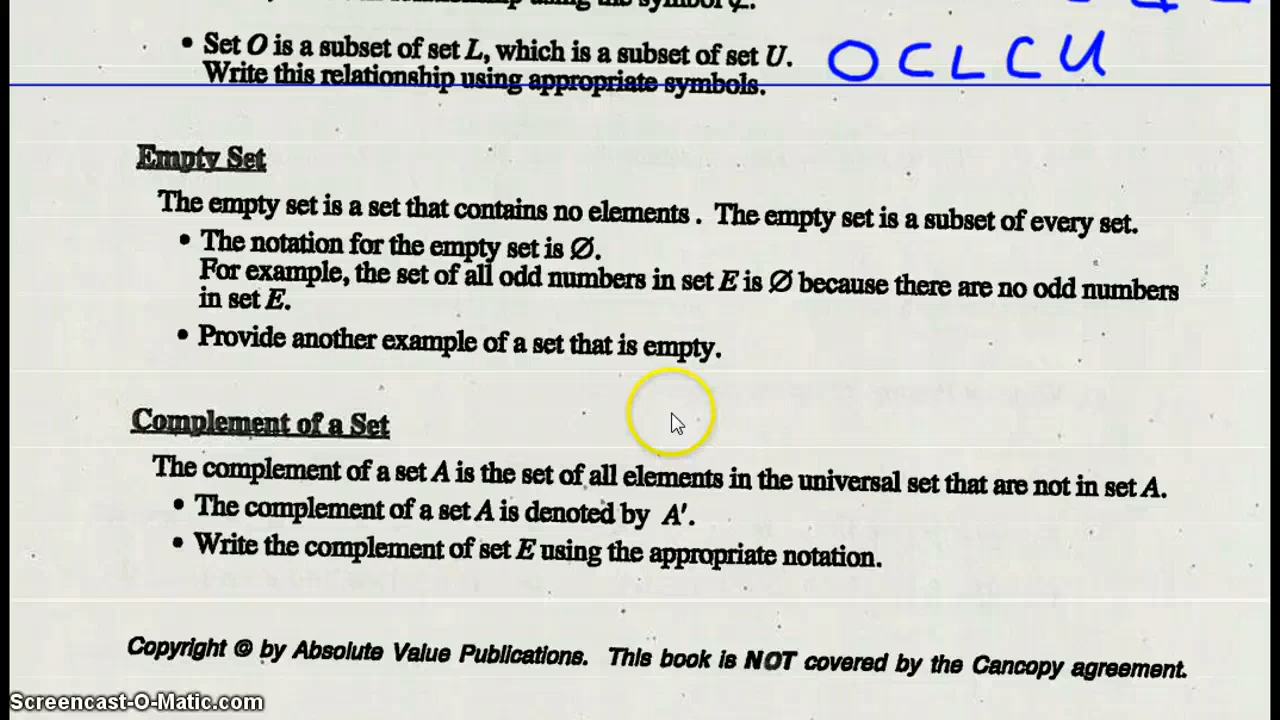 using the symbol ⊄.
• Set O is a subset of set L, which is a subset of set U. O ⊂ L ⊂ U
Write this relationship using appropriate symbols.
Empty Set
The empty set is a set that contains no elements. The empty set is a subset of every set.
• The notation for the empty set is Ø.
For example, the set of all odd numbers in set E is Ø because there are no odd numbers
in set E.
• Provide another example of a set that is empty.
Complement of a Set
The complement of a set A is the set of all elements in the universal set that are not in set A.
• The complement of a set A is denoted by A′.
• Write the complement of set E using the appropriate notation.
Copyright © by Absolute Value Publications. This book is NOT covered by the Cancopy agreement.
Screencast-O-Matic.com